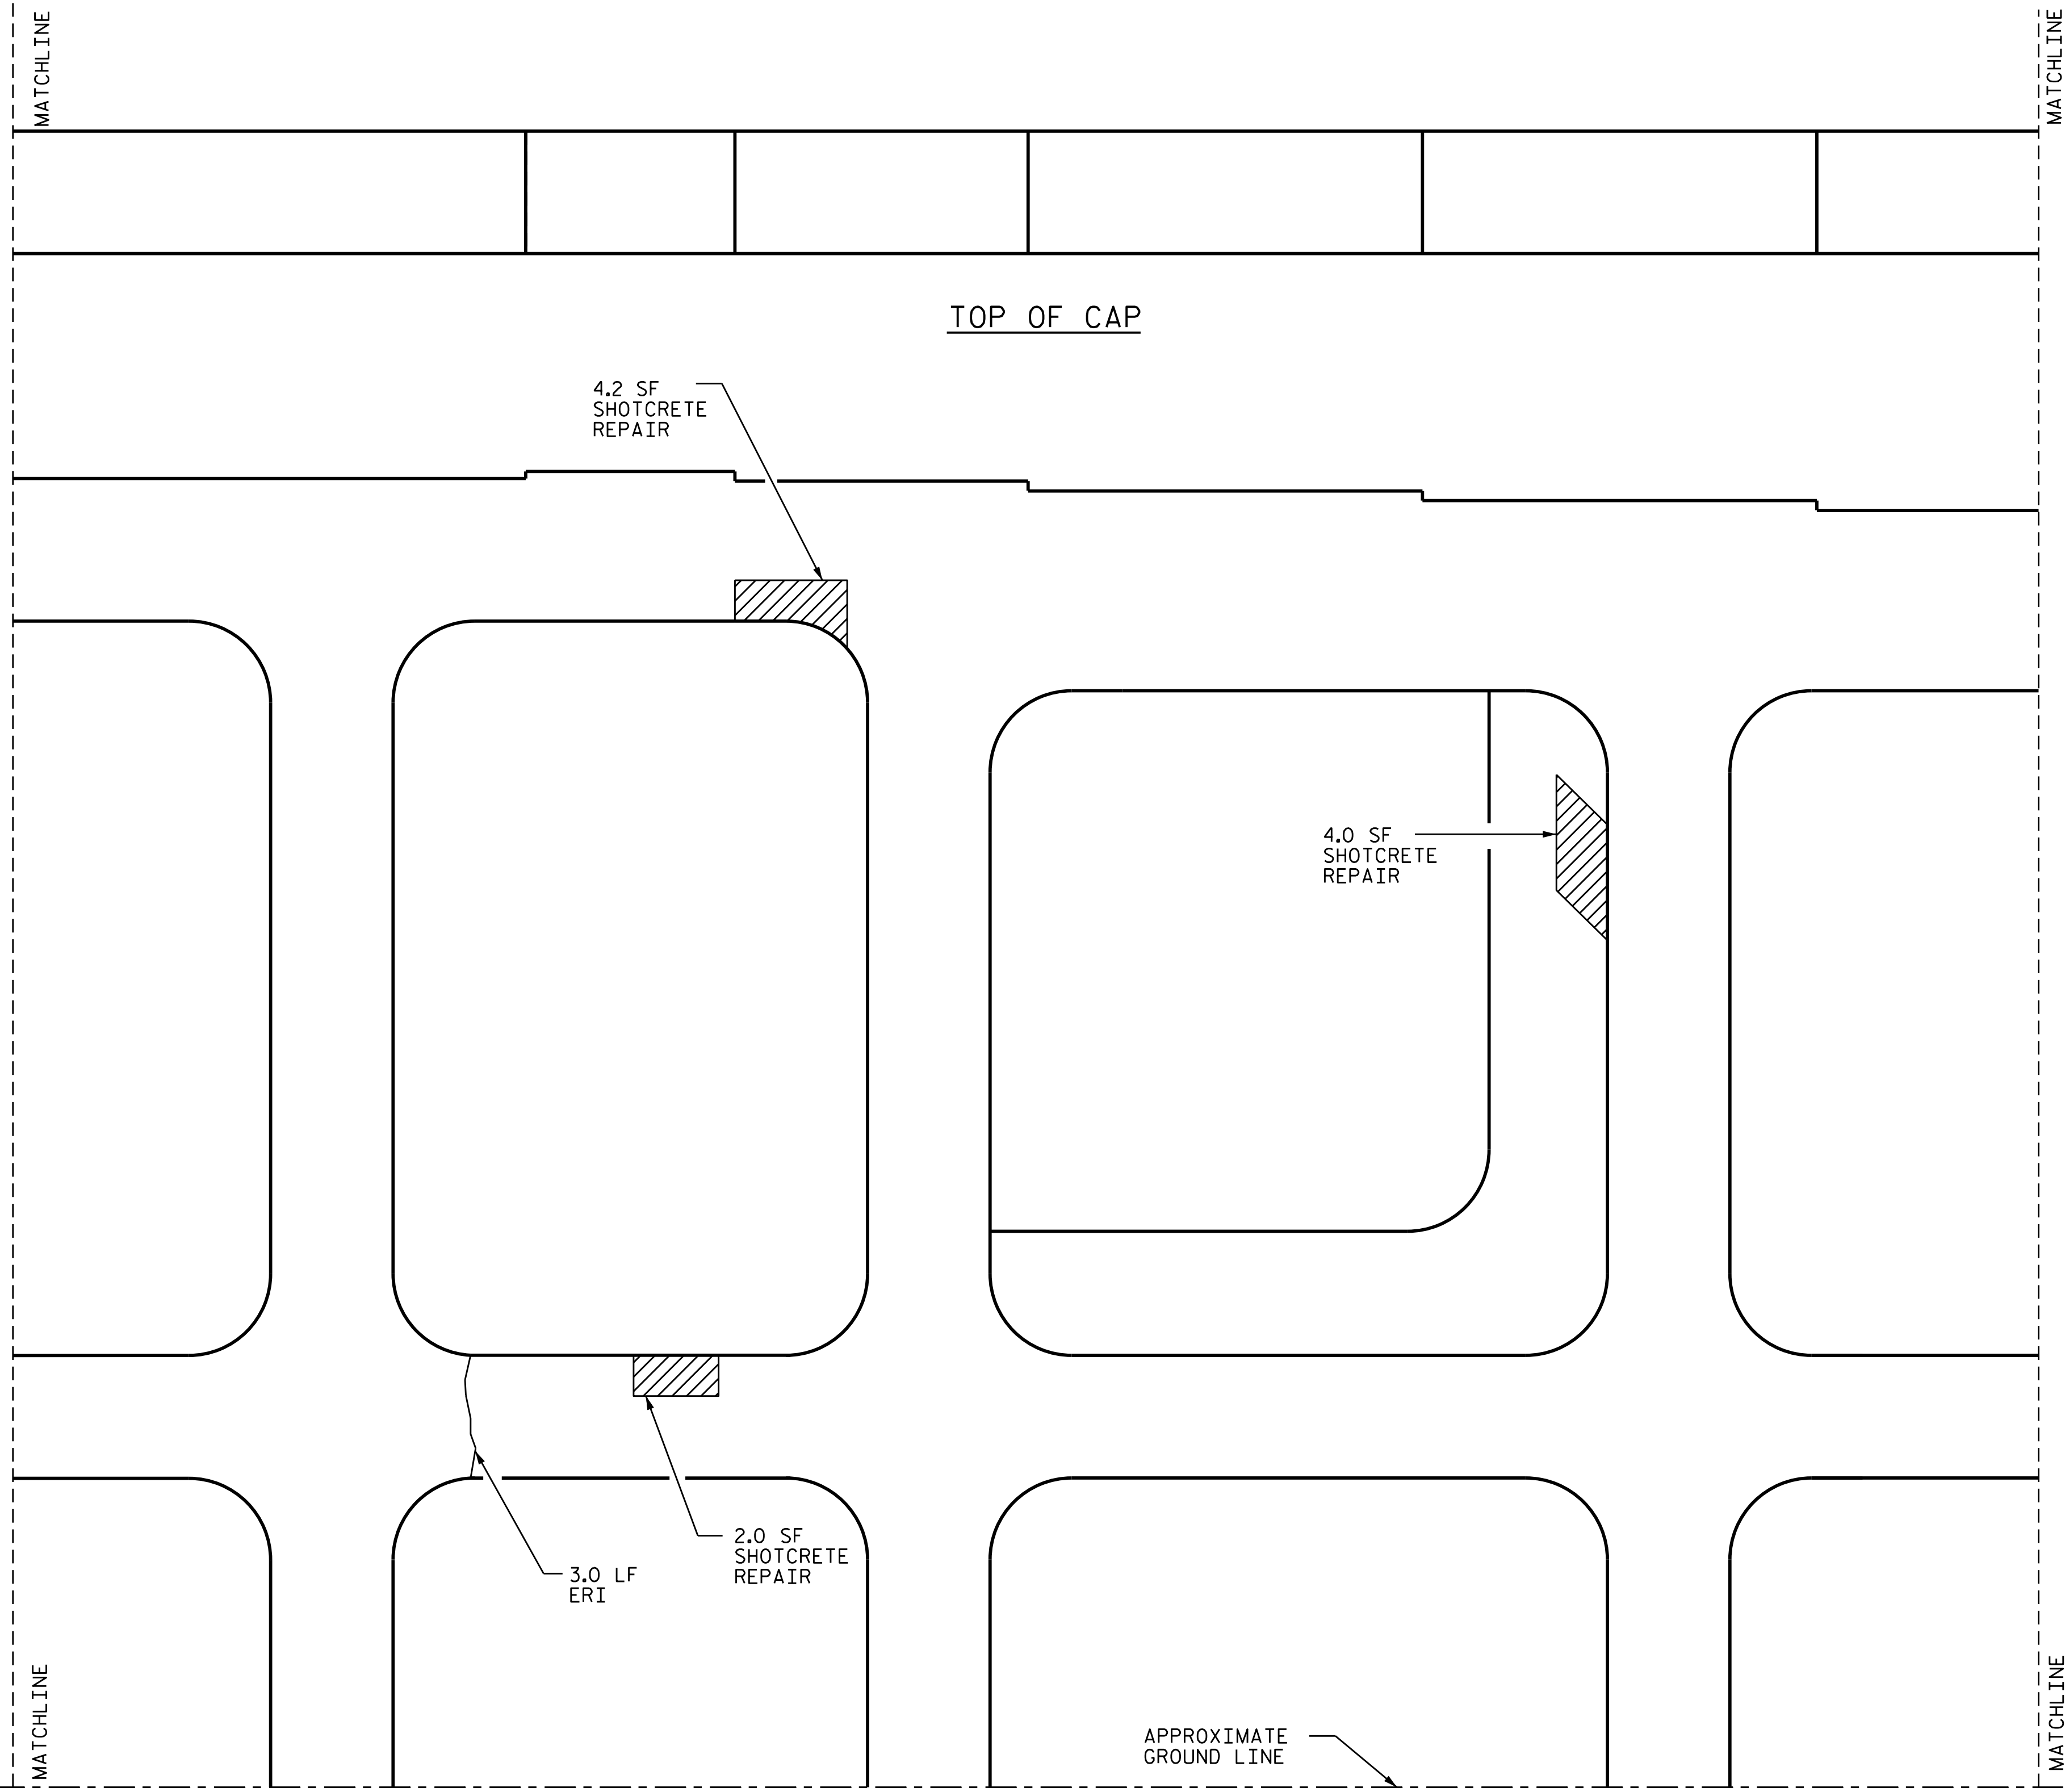 MATCHLINE
MATCHLINE
TOP OF CAP
4.2 SF
SHOTCRETE
REPAIR
4.0 SF
SHOTCRETE
REPAIR
2.0 SF
SHOTCRETE
REPAIR
3.0 LF
ERI
APPROXIMATE
GROUND LINE
MATCHLINE
MATCHLINE